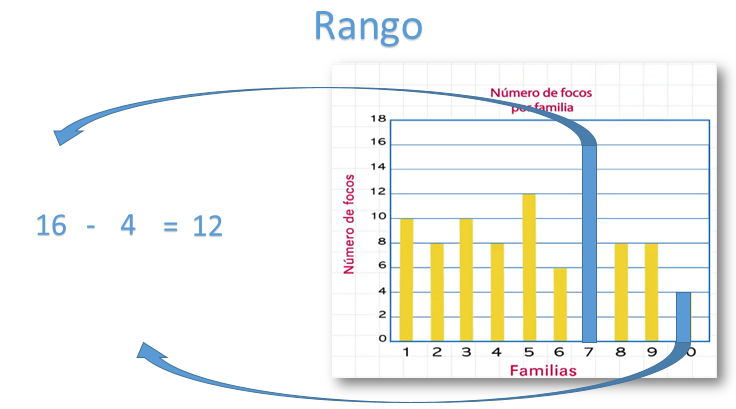 Rango
Número de focos
por familia
18
16
14
12
10
8
6
4
2
0
Número de focos
1 2 3 4 5 6 7 8 9 0
Familias
16 - 4 = 12